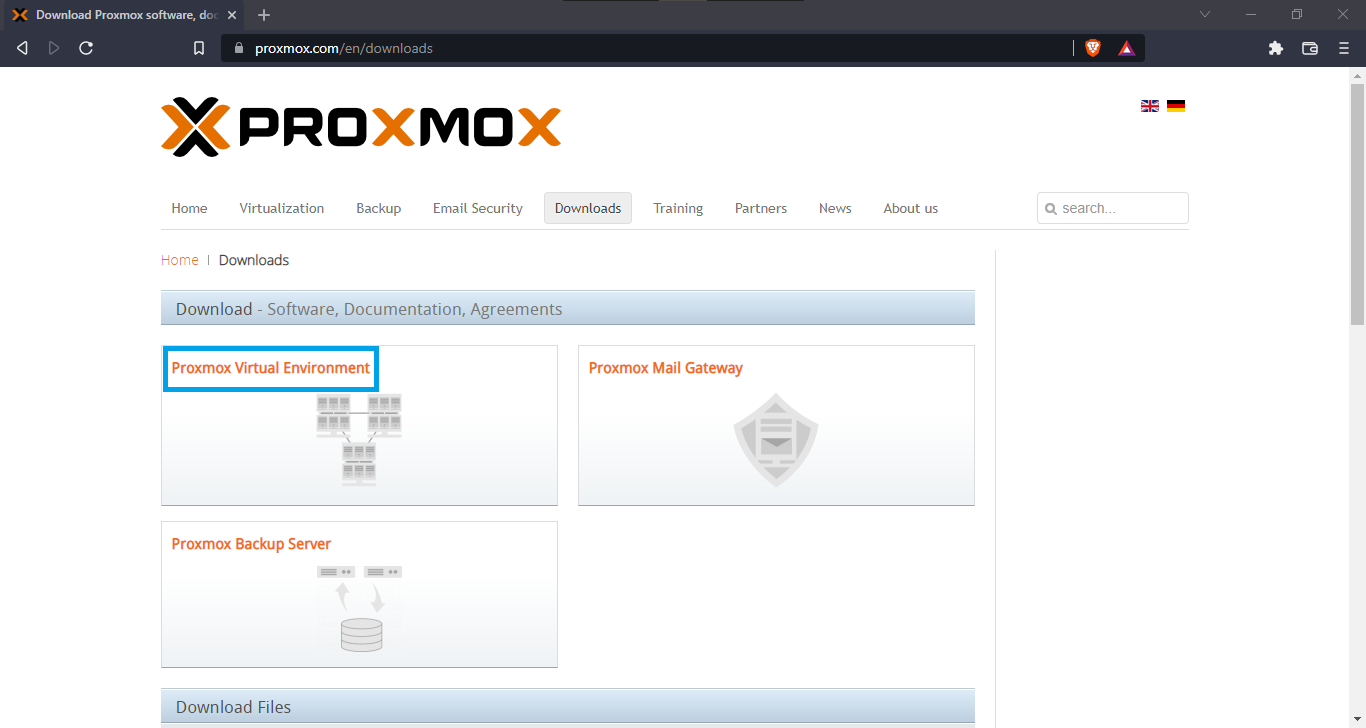 Download Proxmox software, doc
proxmox.com/en/downloads
PROXMOX
Home Virtualization Backup Email Security Downloads Training Partners News About us search...
Home | Downloads
Download - Software, Documentation, Agreements
Proxmox Virtual Environment
Proxmox Mail Gateway
Proxmox Backup Server
Download Files